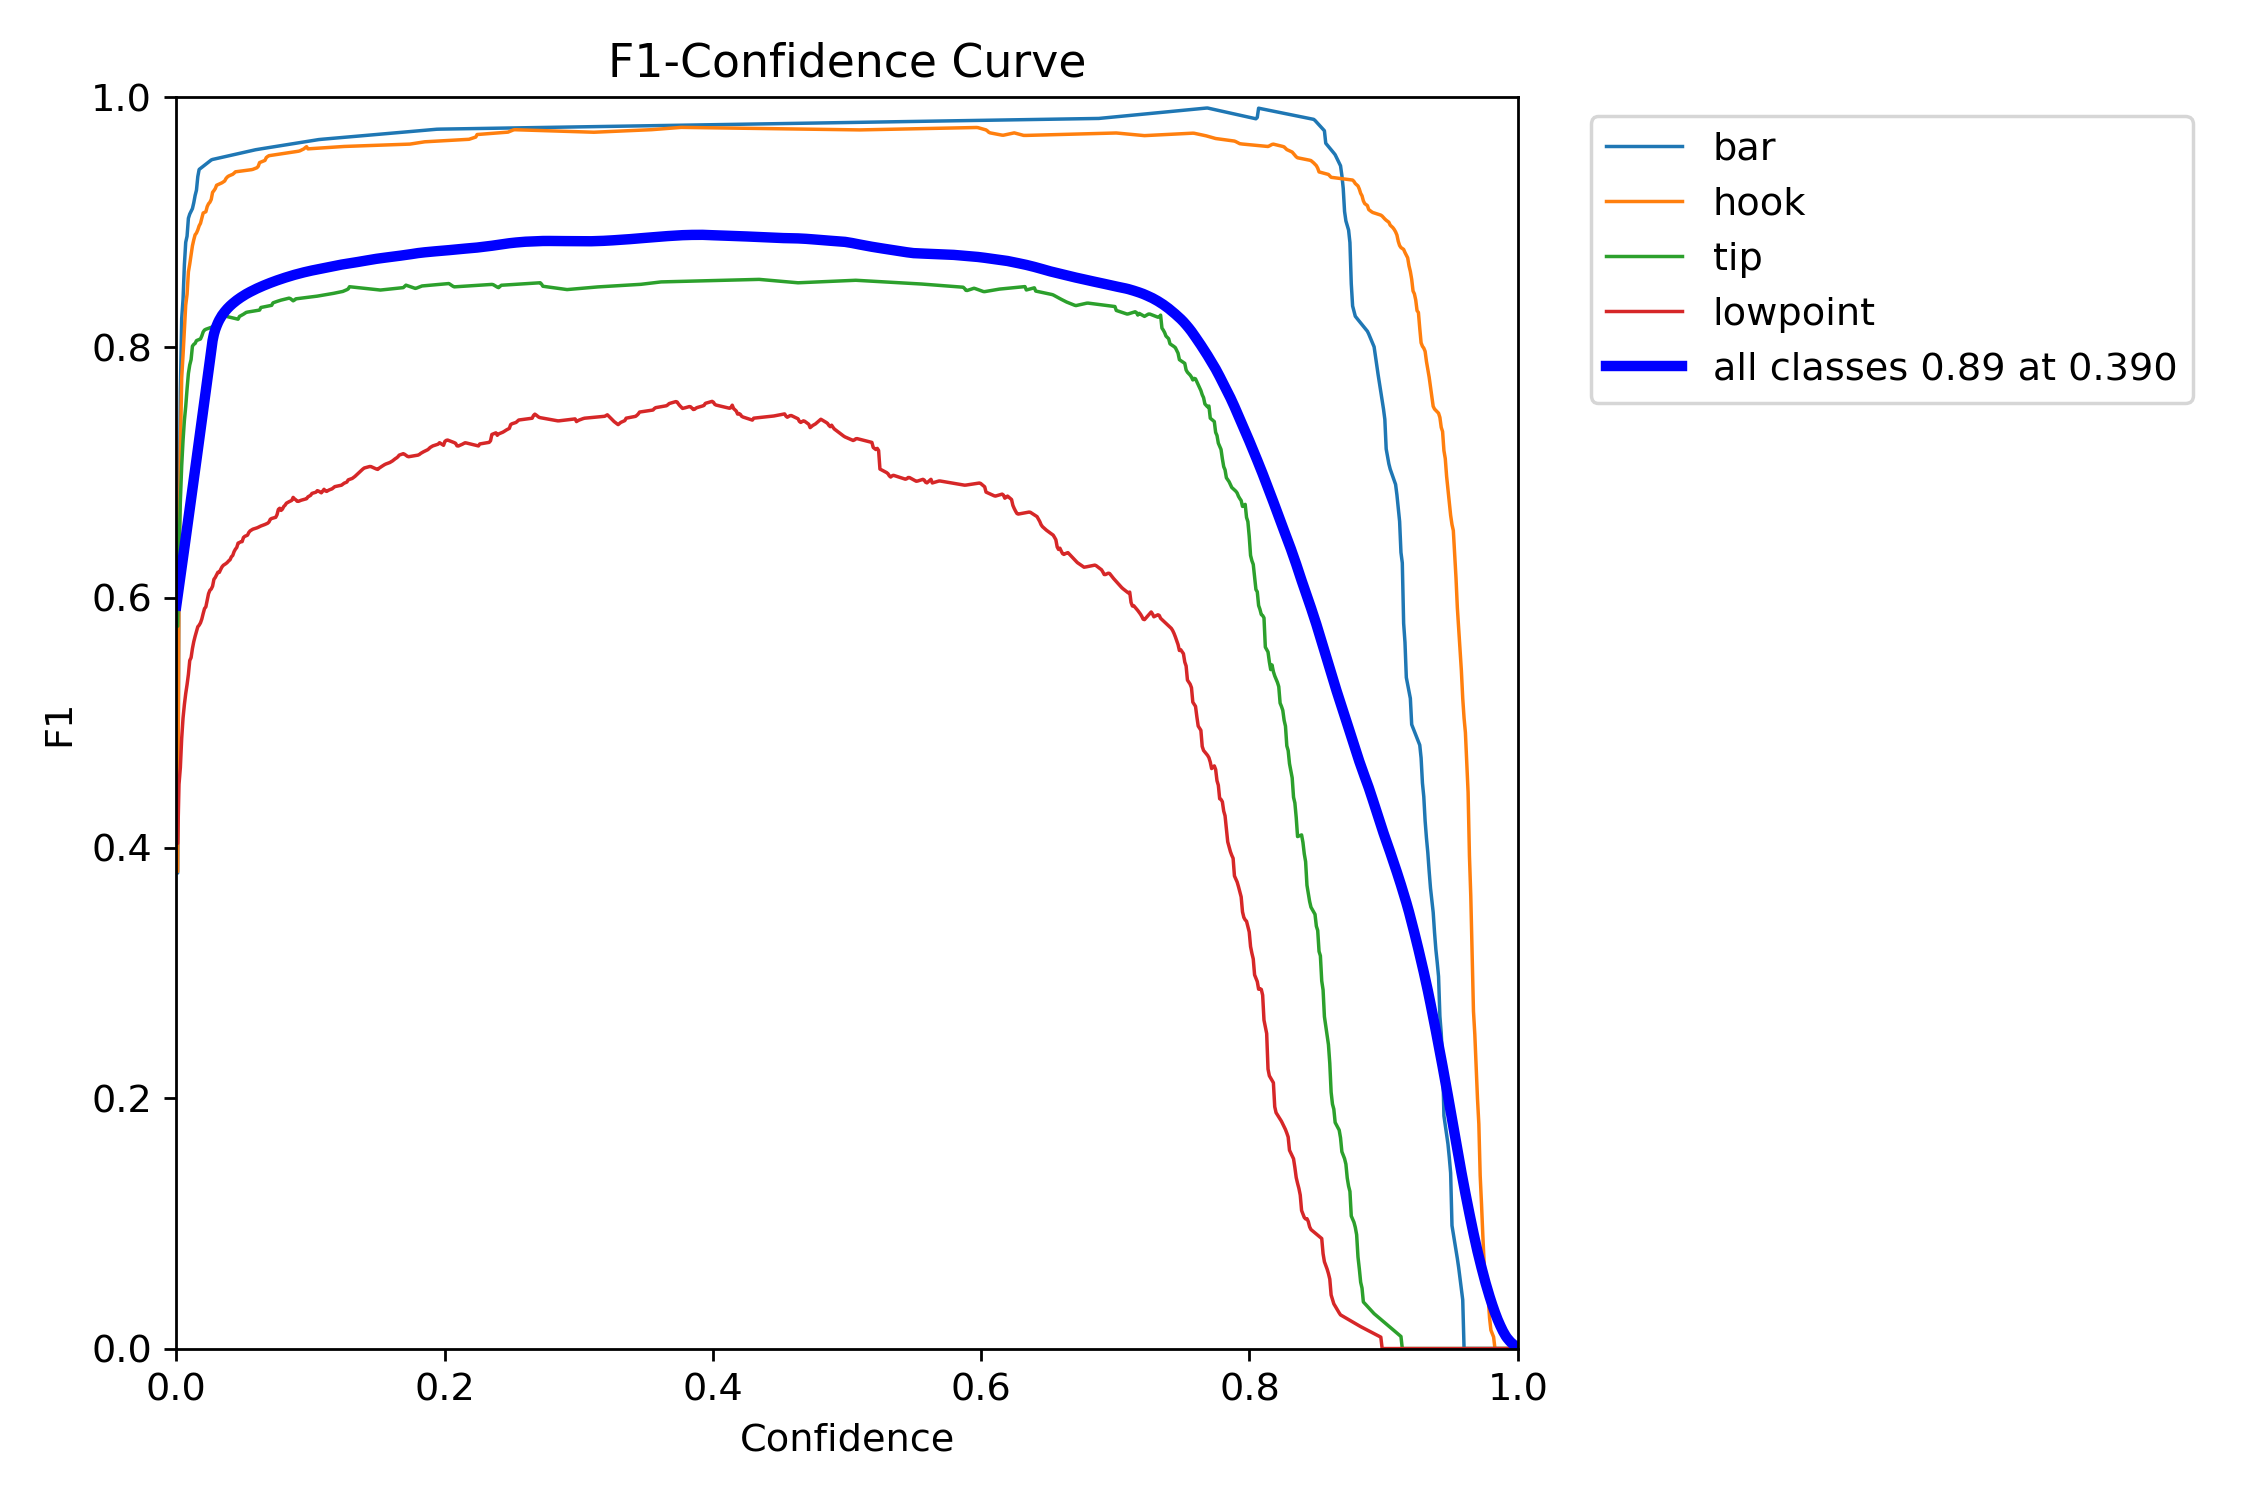 F1-Confidence Curve
1.0
0.8
0.6
0.4
0.2
0.0
F1
0.0 0.2 0.4 0.6 0.8 1.0
Confidence
bar
hook
tip
lowpoint
all classes 0.89 at 0.390